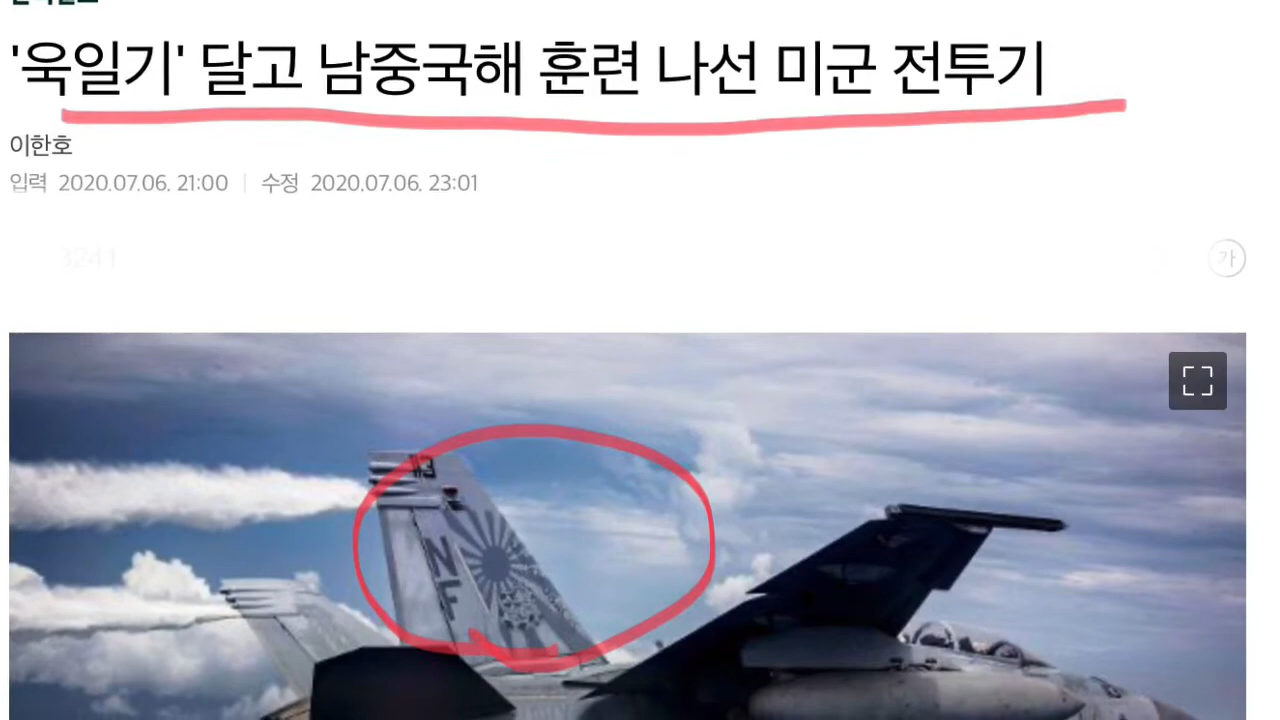 '욱일기' 달고 남중국해 훈련 나선 미군 전투기
이한호
입력 2020.07.06. 21:00 | 수정 2020.07.06. 23:01
가
113
NF